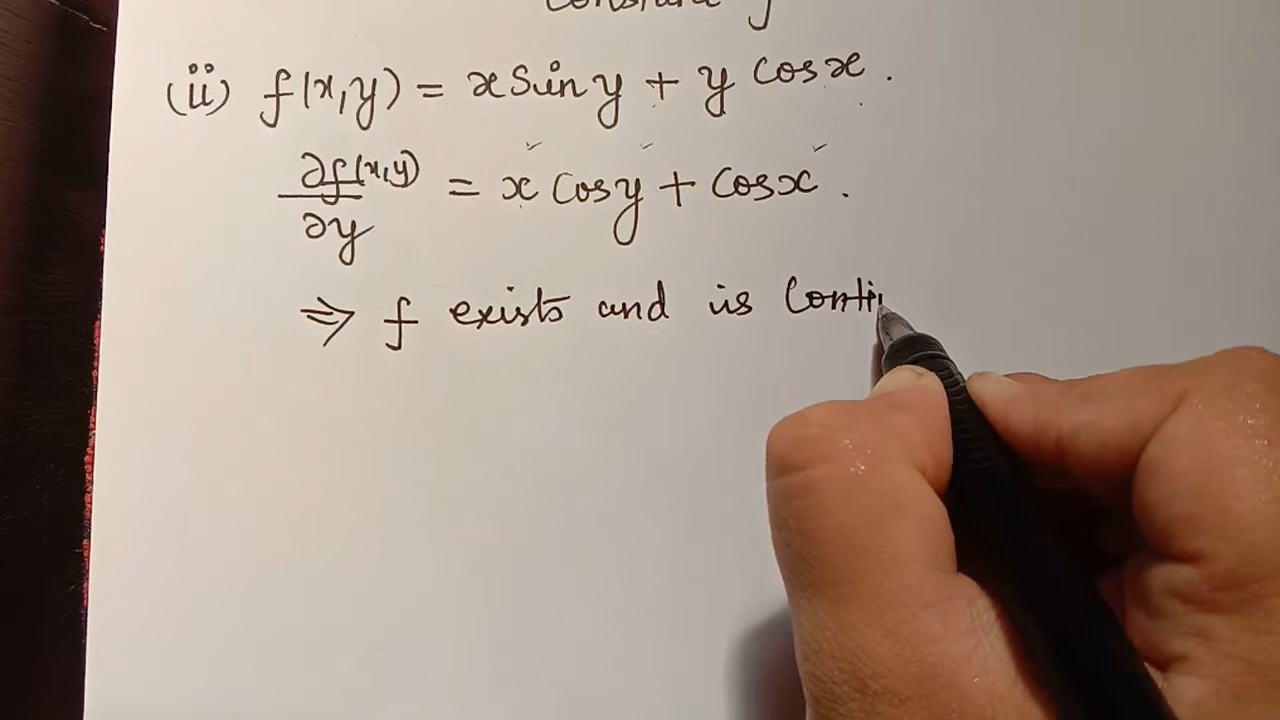 (ii) f(x,y) = x Sin y + y Cos x .
∂f(x,y)/∂y = x Cos y + Cos x .
⇒ f exists and is Conti